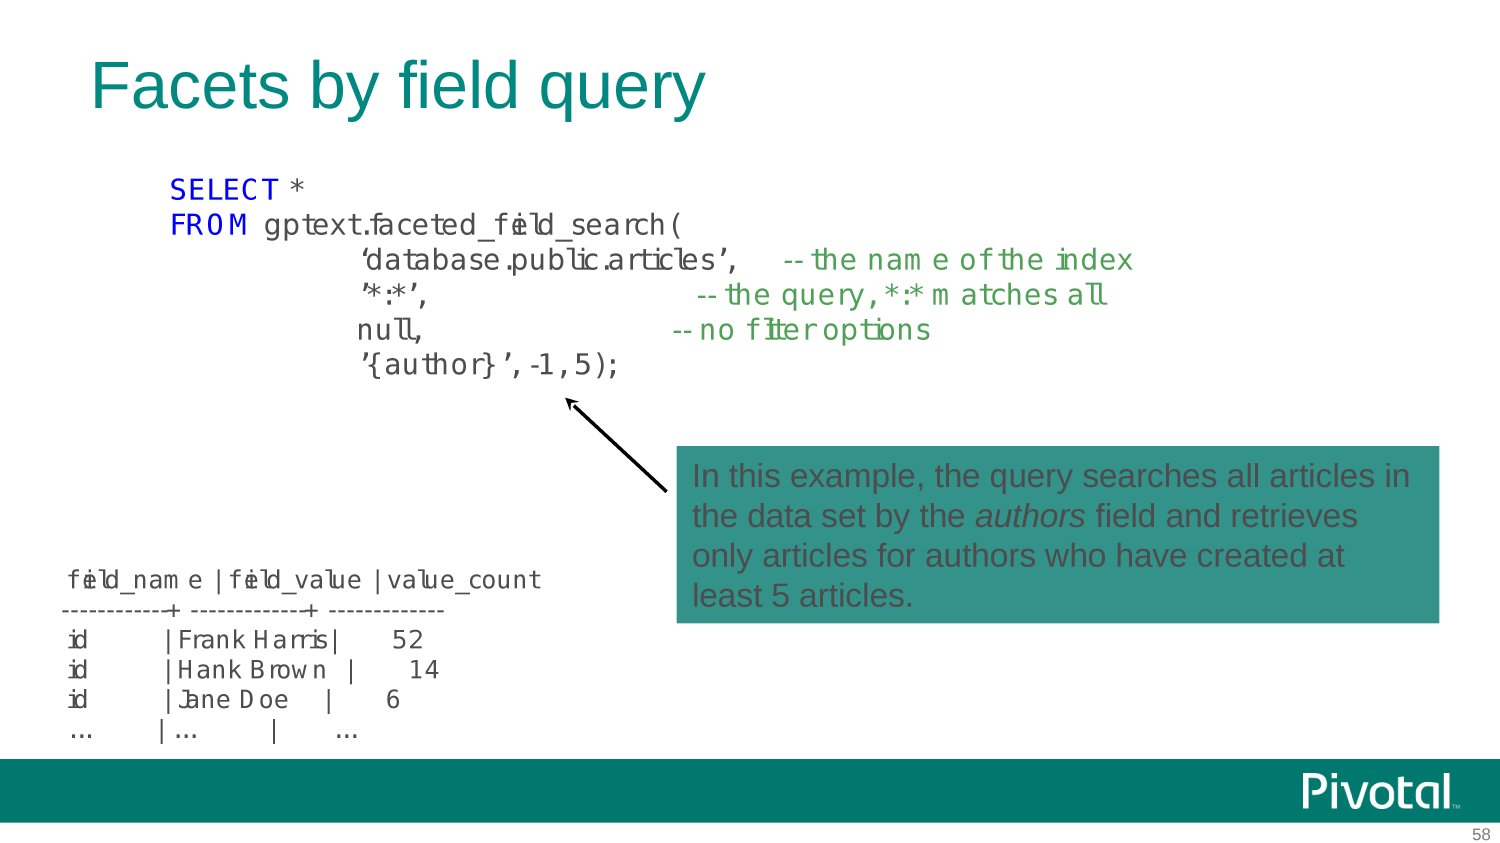 Facets by field query
SELECT *
FROM gptext.faceted_field_search(
‘database.public.articles’, -- the name of the index
’*:*’, -- the query, *:* matches all
null, -- no filter options
’{author}’, -1, 5);
In this example, the query searches all articles in
the data set by the authors field and retrieves
only articles for authors who have created at
least 5 articles.
field_name | field_value | value_count
------------+-------------+-------------
id | Frank Harris| 52
id | Hank Brown | 14
id | Jane Doe | 6
... | ... | ...
Pivotal™
58